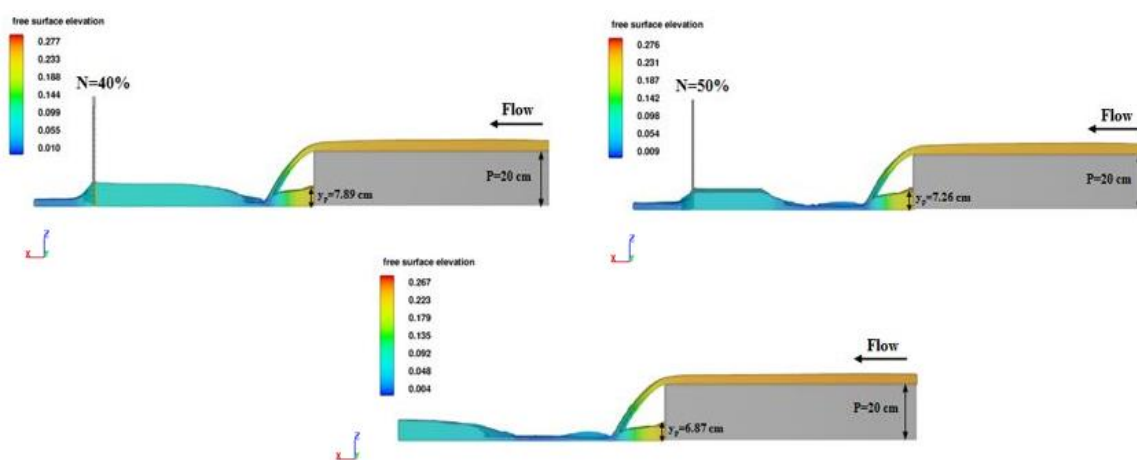 free surface elevation
0.277
0.233
0.188
0.144
0.099
0.055
0.010
N=40%
Flow
P=20 cm
yp=7.89 cm
Z
X
Y
free surface elevation
0.276
0.231
0.187
0.142
0.098
0.054
0.009
N=50%
Flow
P=20 cm
yp=7.26 cm
Z
X
Y
free surface elevation
0.267
0.223
0.179
0.135
0.092
0.048
0.004
Flow
P=20 cm
yp=6.87 cm
Z
X
Y